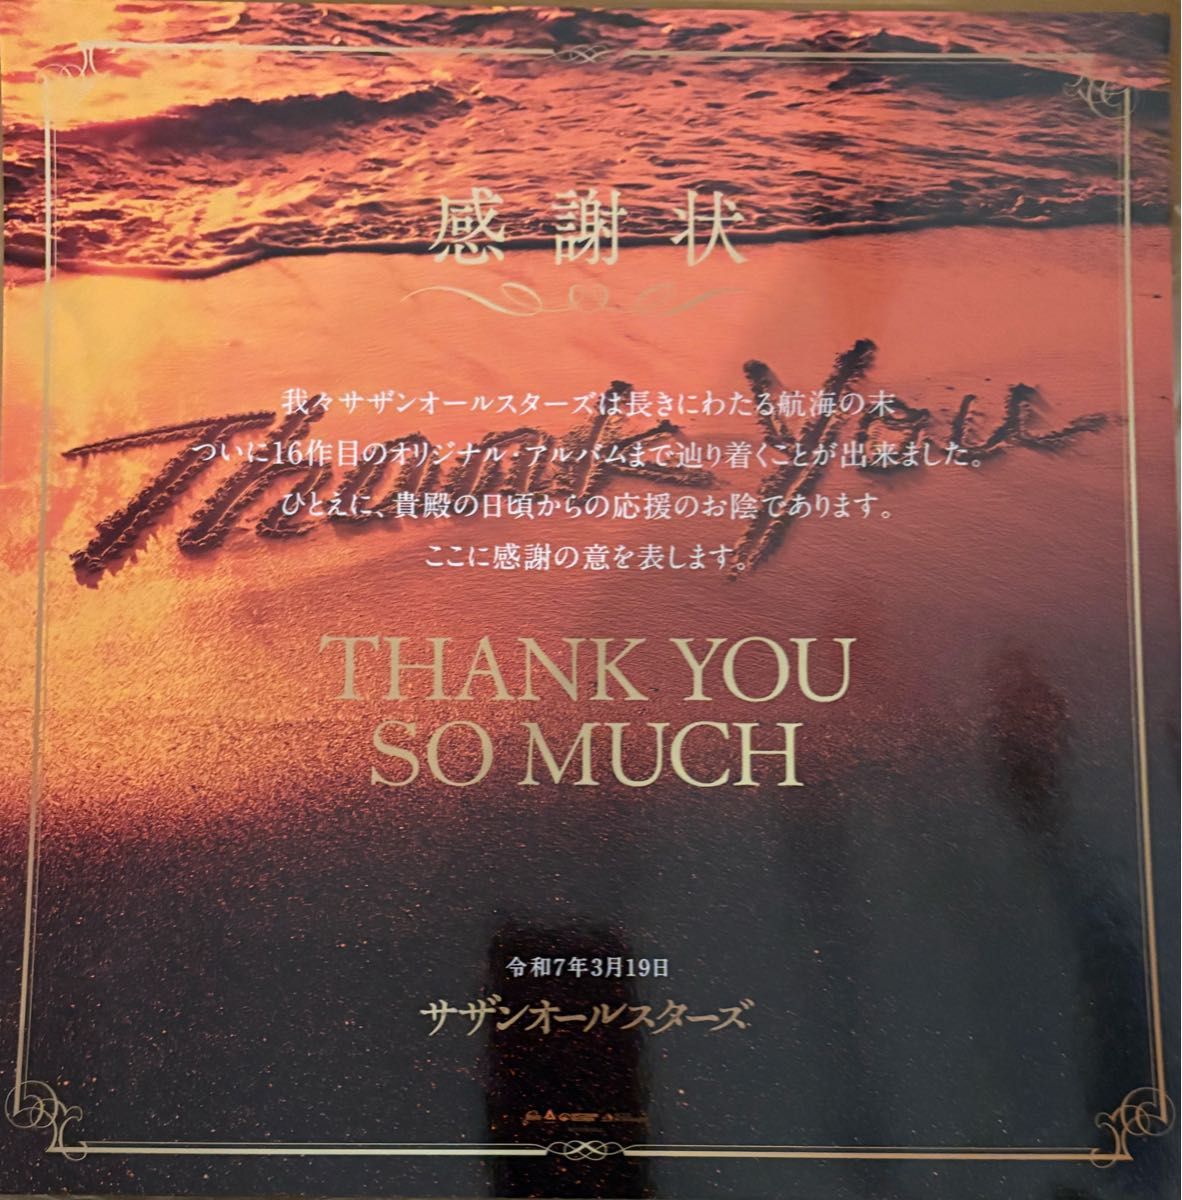 感謝状
Thank You
我々サザンオールスターズは長きにわたる航海の末
ついに16作目のオリジナル・アルバムまで辿り着くことが出来ました。
ひとえに、貴殿の日頃からの応援のお陰であります。
ここに感謝の意を表します。
THANK YOU
SO MUCH
令和7年3月19日
サザンオールスターズ